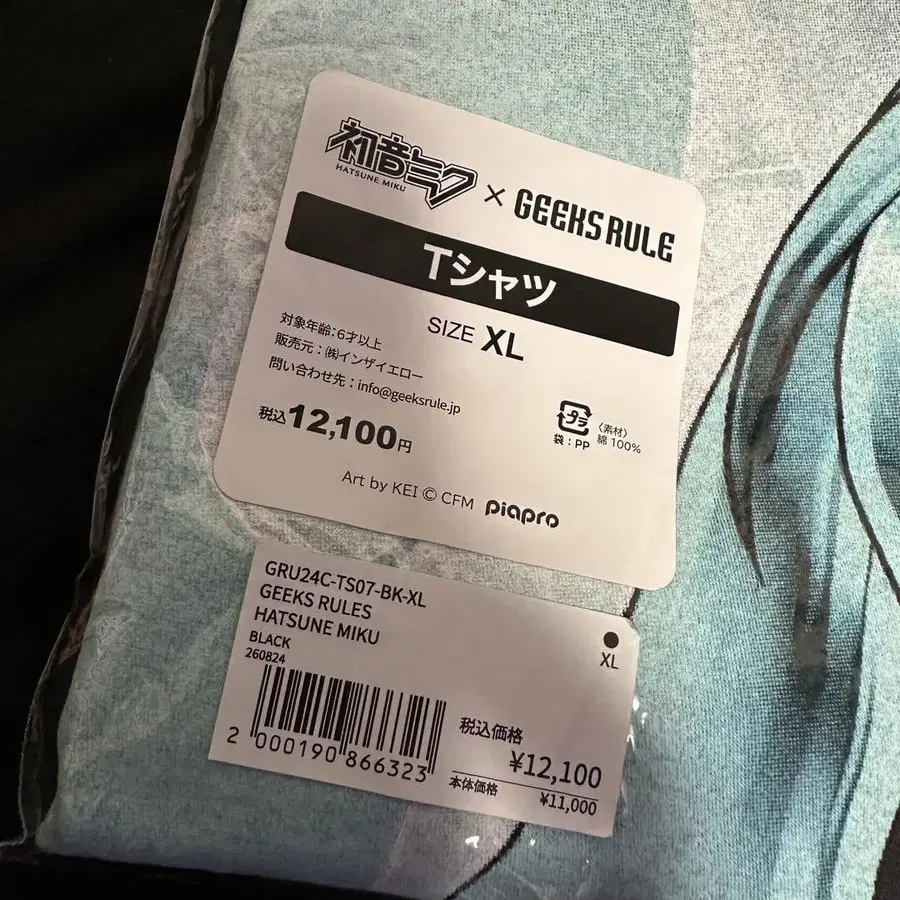 初音ミク
HATSUNE MIKU
× GEEKS RULE
Tシャツ
SIZE XL
対象年齢:6才以上
販売元:㈱インザイエロー
問い合わせ先:info@geeksrule.jp
税込12,100円
プラ
袋:PP
〈素材〉
綿 100%
Art by KEI © CFM piapro
GRU24C-TS07-BK-XL
GEEKS RULES
HATSUNE MIKU
BLACK
260824
XL
2 000190 866323
税込価格
¥12,100
本体価格
¥11,000